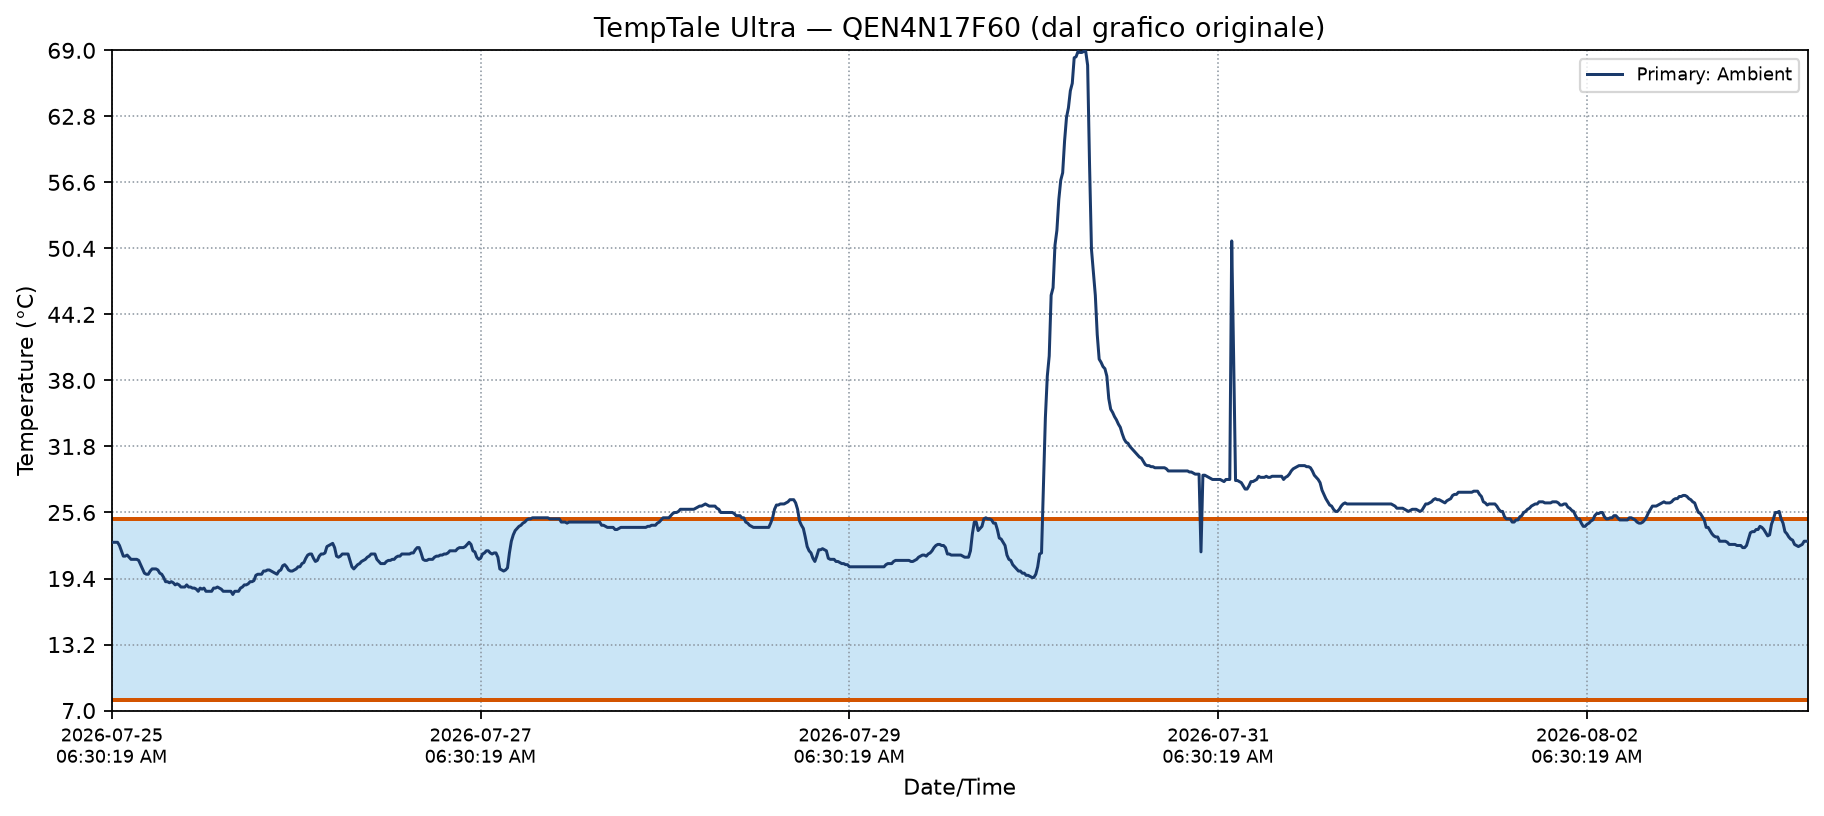 TempTale Ultra — QEN4N17F60 (dal grafico originale)
Primary: Ambient
Temperature (°C)
69.0
62.8
56.6
50.4
44.2
38.0
31.8
25.6
19.4
13.2
7.0
2026-07-25
06:30:19 AM
2026-07-27
06:30:19 AM
2026-07-29
06:30:19 AM
2026-07-31
06:30:19 AM
2026-08-02
06:30:19 AM
Date/Time